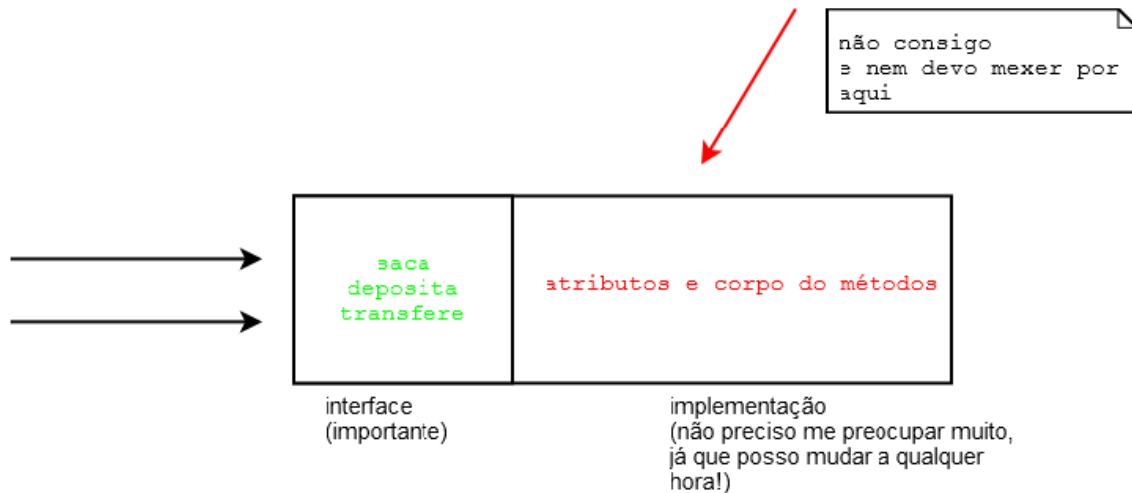 não consigo
e nem devo mexer por
aqui
saca
deposita
transfere
atributos e corpo do métodos
interface
(importante)
implementação
(não preciso me preocupar muito,
já que posso mudar a qualquer
hora!)